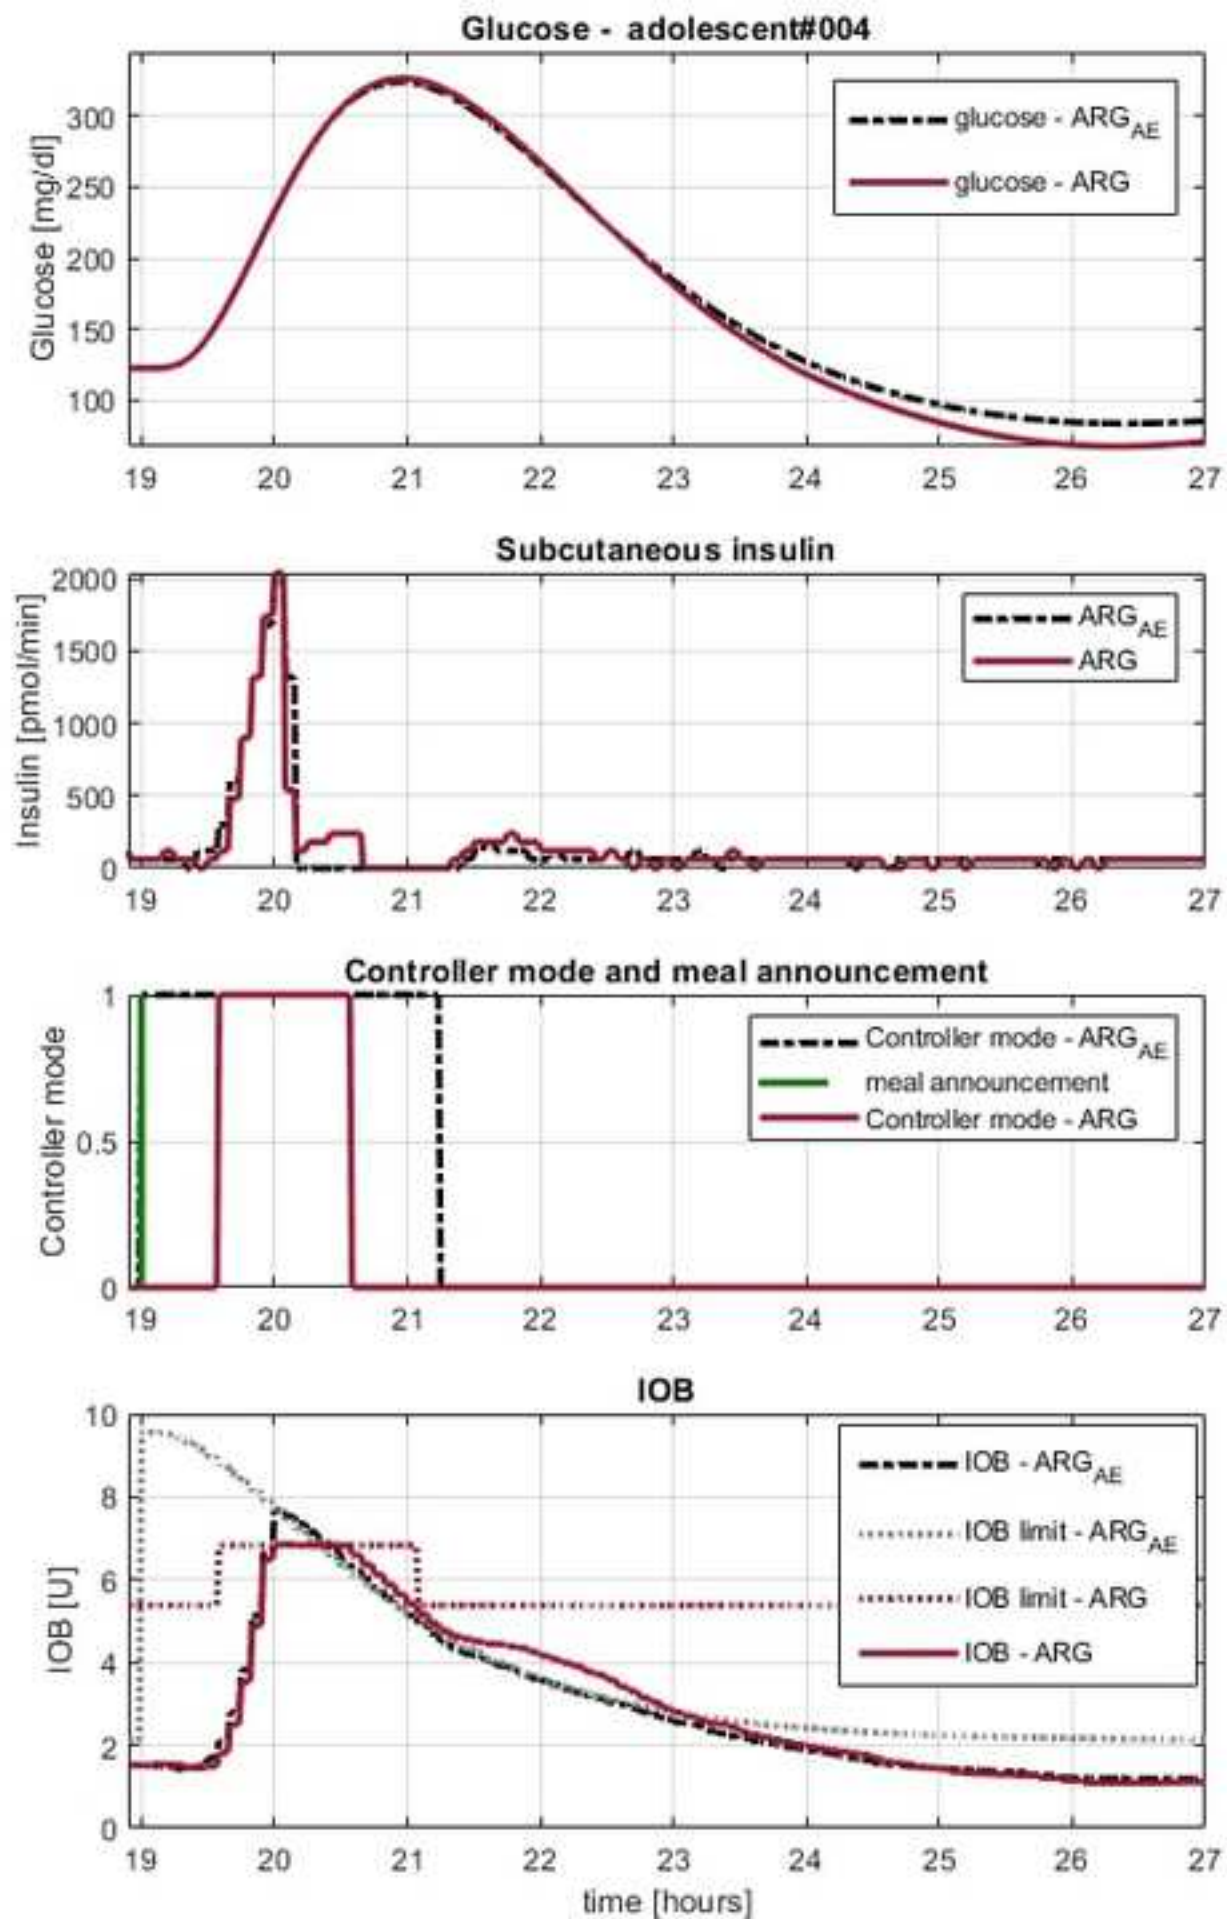 Glucose - adolescent#004
Glucose [mg/dl]
300
250
200
150
100
glucose - ARG_AE
glucose - ARG
19 20 21 22 23 24 25 26 27
Subcutaneous insulin
Insulin [pmol/min]
2000
1500
1000
500
0
ARG_AE
ARG
19 20 21 22 23 24 25 26 27
Controller mode and meal announcement
Controller mode
1
0.5
0
Controller mode - ARG_AE
meal announcement
Controller mode - ARG
19 20 21 22 23 24 25 26 27
IOB
IOB [U]
10
8
6
4
2
0
IOB - ARG_AE
IOB limit - ARG_AE
IOB limit - ARG
IOB - ARG
19 20 21 22 23 24 25 26 27
time [hours]